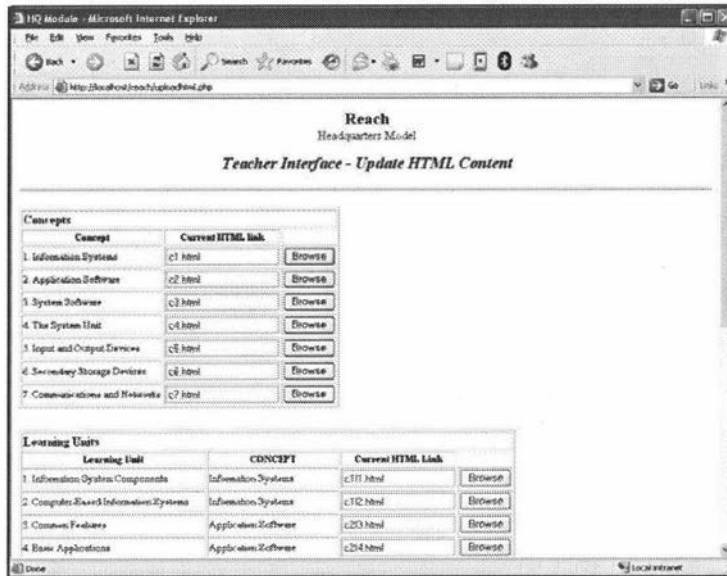 HQ Module - Microsoft Internet Explorer
File Edit View Favorites Tools Help
Back Search Favorites
Address http://localhost/reach/uploadhtml.php Go Links
Reach
Headquarters Model
Teacher Interface - Update HTML Content
Concepts
Concept Current HTML link
1. Information Systems c1.html Browse
2. Application Software c2.html Browse
3. System Software c3.html Browse
4. The System Unit c4.html Browse
5. Input and Output Devices c5.html Browse
6. Secondary Storage Devices c6.html Browse
7. Communications and Networks c7.html Browse
Learning Units
Learning Unit CONCEPT Current HTML Link
1. Information System Components Information Systems c1l1.html Browse
2. Computer-Based Information Systems Information Systems c1l2.html Browse
3. Common Features Application Software c2l3.html Browse
4. Basic Applications Application Software c2l4.html Browse
Done Local intranet